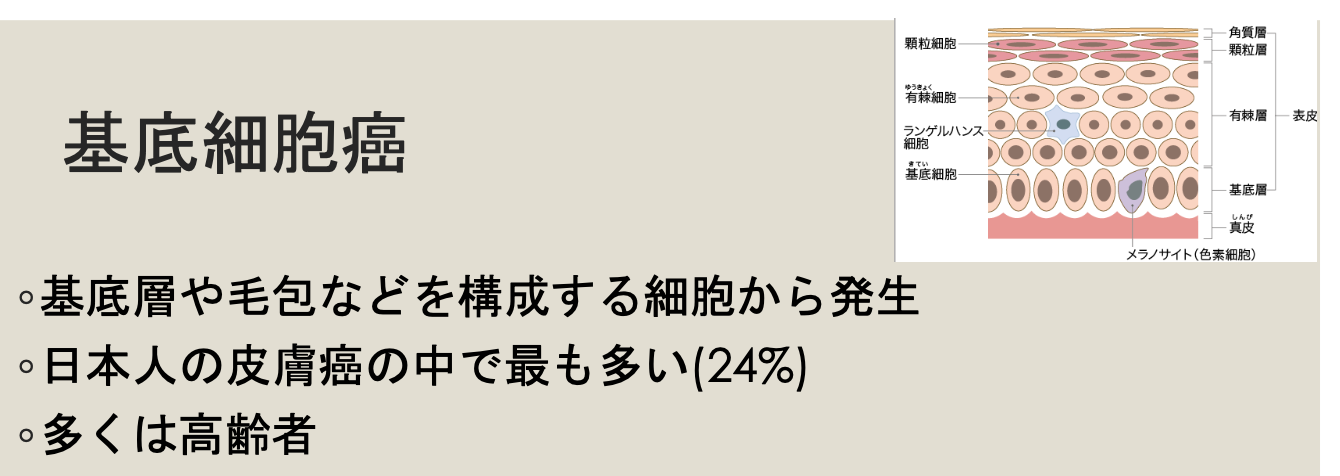 基底細胞癌
◦基底層や毛包などを構成する細胞から発生
◦日本人の皮膚癌の中で最も多い(24%)
◦多くは高齢者
顆粒細胞
ゆうきょく
有棘細胞
ランゲルハンス
細胞
きてい
基底細胞
角質層
顆粒層
有棘層
表皮
基底層
しんぴ
真皮
メラノサイト(色素細胞)